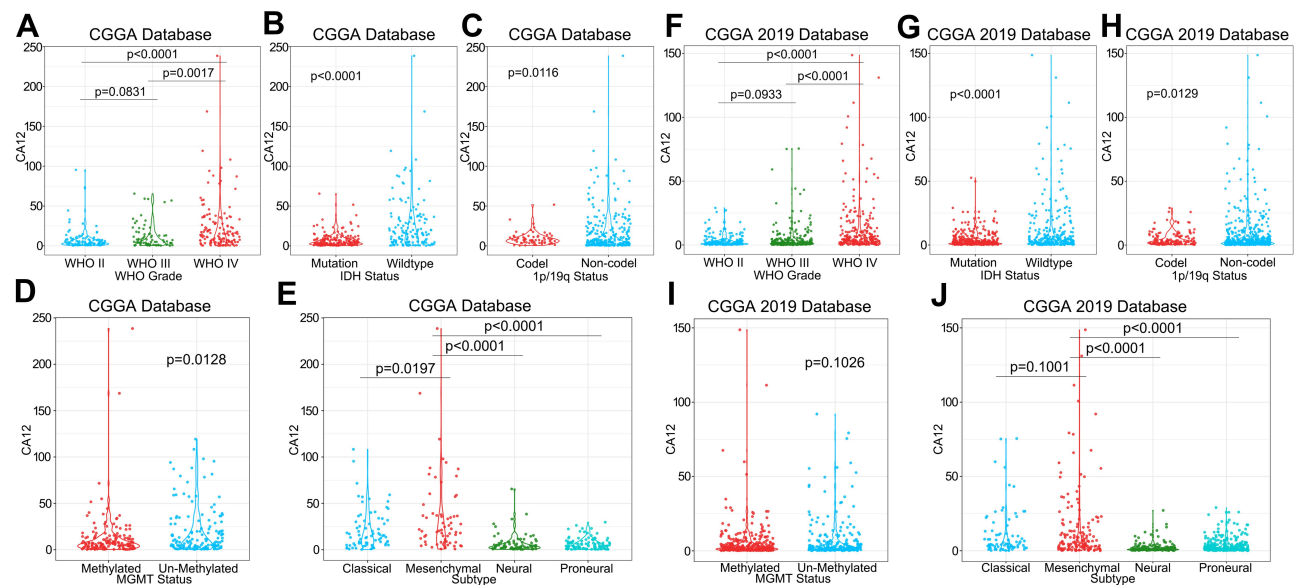 A
CGGA Database
CA12
250
200
150
100
50
0
p<0.0001
p=0.0017
p=0.0831
WHO II WHO III WHO IV
WHO Grade
B
CGGA Database
CA12
250
200
150
100
50
0
p<0.0001
Mutation Wildtype
IDH Status
C
CGGA Database
CA12
250
200
150
100
50
0
p=0.0116
Codel Non-codel
1p/19q Status
F
CGGA 2019 Database
CA12
150
100
50
0
p<0.0001
p<0.0001
p=0.0933
WHO II WHO III WHO IV
WHO Grade
G
CGGA 2019 Database
CA12
150
100
50
0
p<0.0001
Mutation Wildtype
IDH Status
H
CGGA 2019 Database
CA12
150
100
50
0
p=0.0129
Codel Non-codel
1p/19q Status
D
CGGA Database
CA12
250
200
150
100
50
0
p=0.0128
Methylated Un-Methylated
MGMT Status
E
CGGA Database
CA12
250
200
150
100
50
0
p<0.0001
p<0.0001
p=0.0197
Classical Mesenchymal Neural Proneural
Subtype
I
CGGA 2019 Database
CA12
150
100
50
0
p=0.1026
Methylated Un-Methylated
MGMT Status
J
CGGA 2019 Database
CA12
150
100
50
0
p<0.0001
p<0.0001
p=0.1001
Classical Mesenchymal Neural Proneural
Subtype